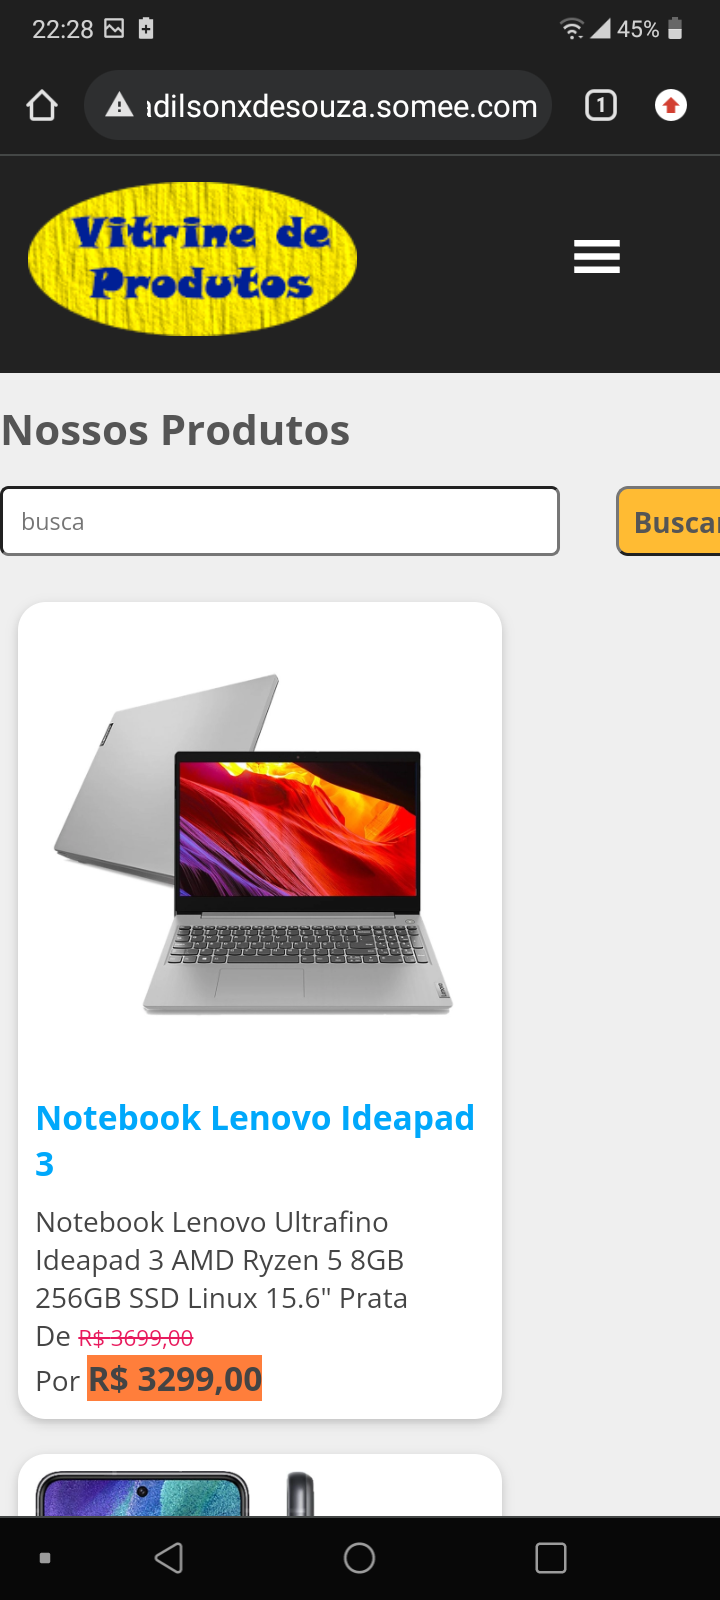 22:28
45%
adilsonxdesouza.somee.com
1
Vitrine de
Produtos
Nossos Produtos
busca
Buscar
Notebook Lenovo Ideapad
3
Notebook Lenovo Ultrafino
Ideapad 3 AMD Ryzen 5 8GB
256GB SSD Linux 15.6" Prata
De R$ 3699,00
Por R$ 3299,00